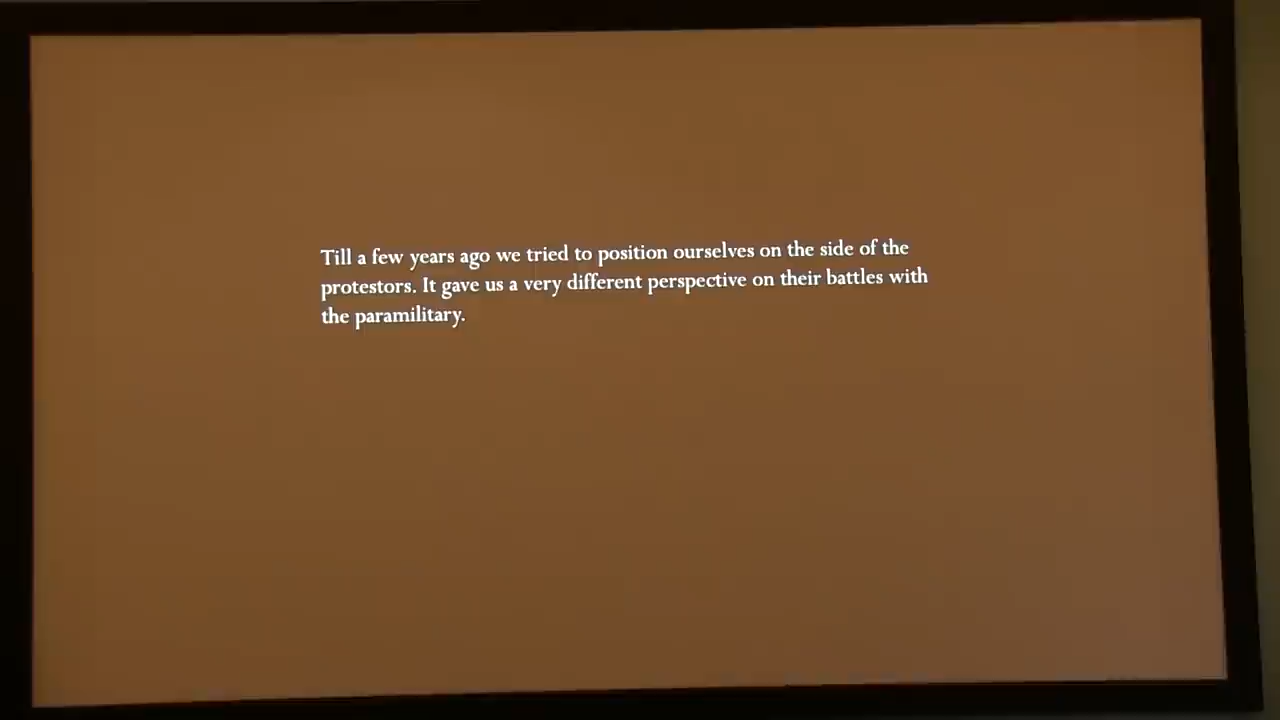 Till a few years ago we tried to position ourselves on the side of the
protestors. It gave us a very different perspective on their battles with
the paramilitary.